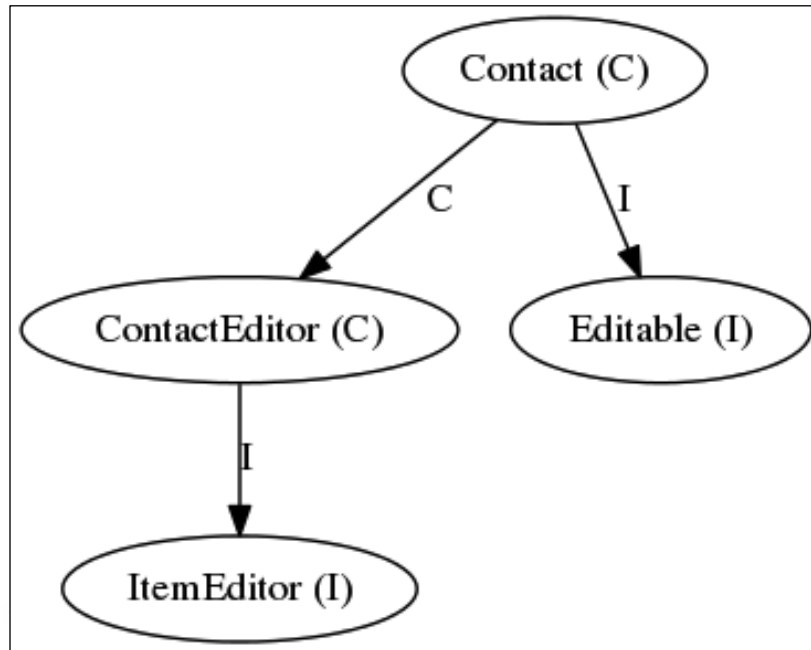 Contact (C)
C
I
ContactEditor (C)
Editable (I)
I
ItemEditor (I)